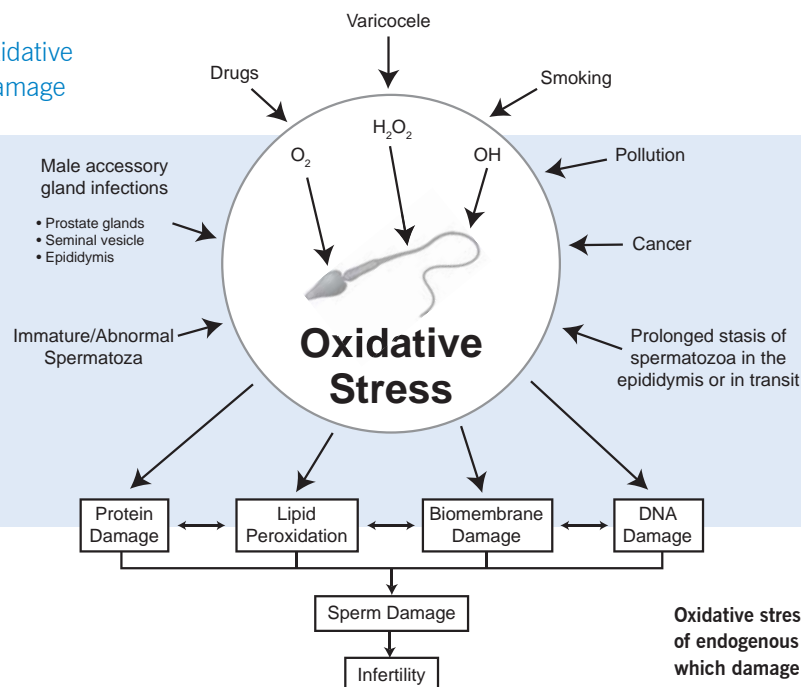 idative
amage
Varicocele
Drugs
Smoking
H₂O₂
O₂
OH
Pollution
Male accessory
gland infections
• Prostate glands
• Seminal vesicle
• Epididymis
Cancer
Immature/Abnormal
Spermatoza
Oxidative
Stress
Prolonged stasis of
spermatozoa in the
epididymis or in transit
Protein
Damage
Lipid
Peroxidation
Biomembrane
Damage
DNA
Damage
Sperm Damage
Infertility
Oxidative stres
of endogenous
which damage